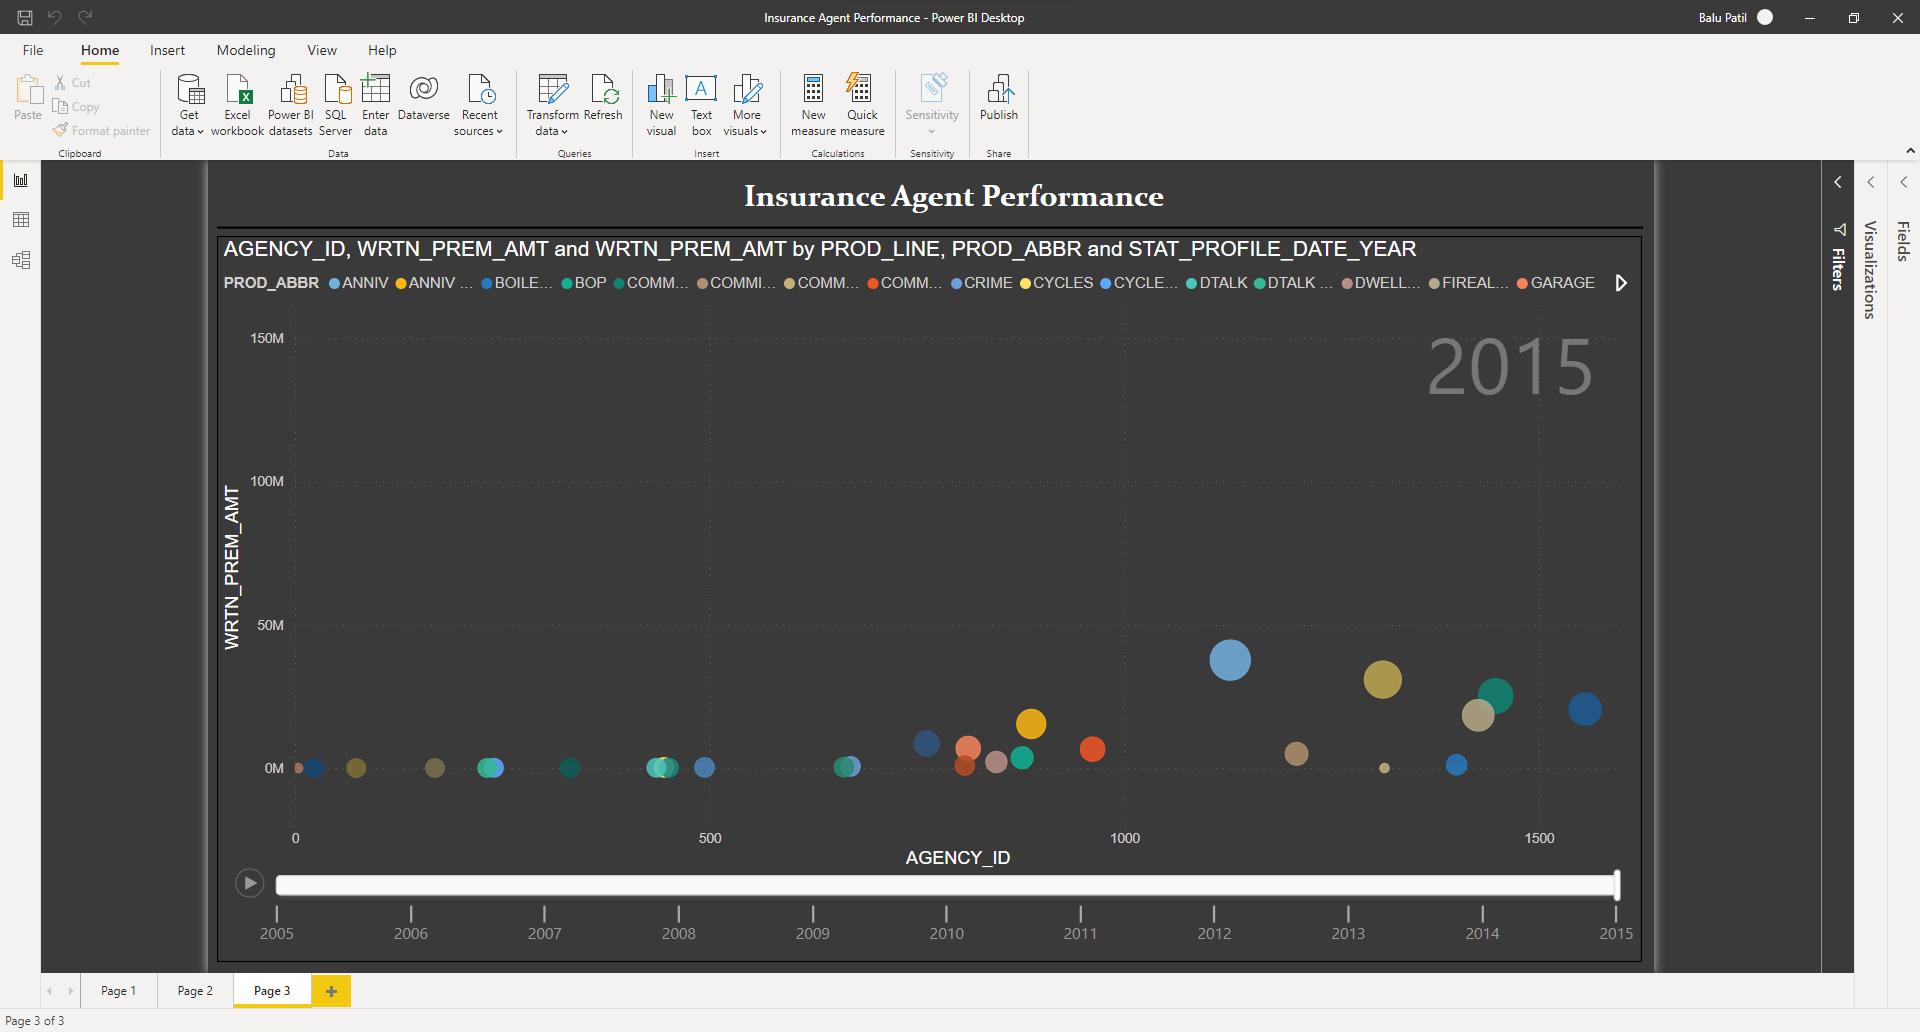 Insurance Agent Performance - Power BI Desktop
Balu Patil
File Home Insert Modeling View Help
Paste
Cut
Copy
Format painter
Clipboard
Get data
Excel workbook
Power BI datasets
SQL Server
Enter data
Dataverse
Recent sources
Data
Transform data
Refresh
Queries
New visual
Text box
More visuals
Insert
New measure
Quick measure
Calculations
Sensitivity
Sensitivity
Publish
Share
Insurance Agent Performance
AGENCY_ID, WRTN_PREM_AMT and WRTN_PREM_AMT by PROD_LINE, PROD_ABBR and STAT_PROFILE_DATE_YEAR
PROD_ABBR ANNIV ANNIV ... BOILE... BOP COMM... COMMI... COMM... COMM... CRIME CYCLES CYCLE... DTALK DTALK ... DWELL... FIREAL... GARAGE
2015
150M
100M
50M
0M
WRTN_PREM_AMT
0 500 1000 1500
AGENCY_ID
2005 2006 2007 2008 2009 2010 2011 2012 2013 2014 2015
Filters
Visualizations
Fields
Page 1 Page 2 Page 3
Page 3 of 3